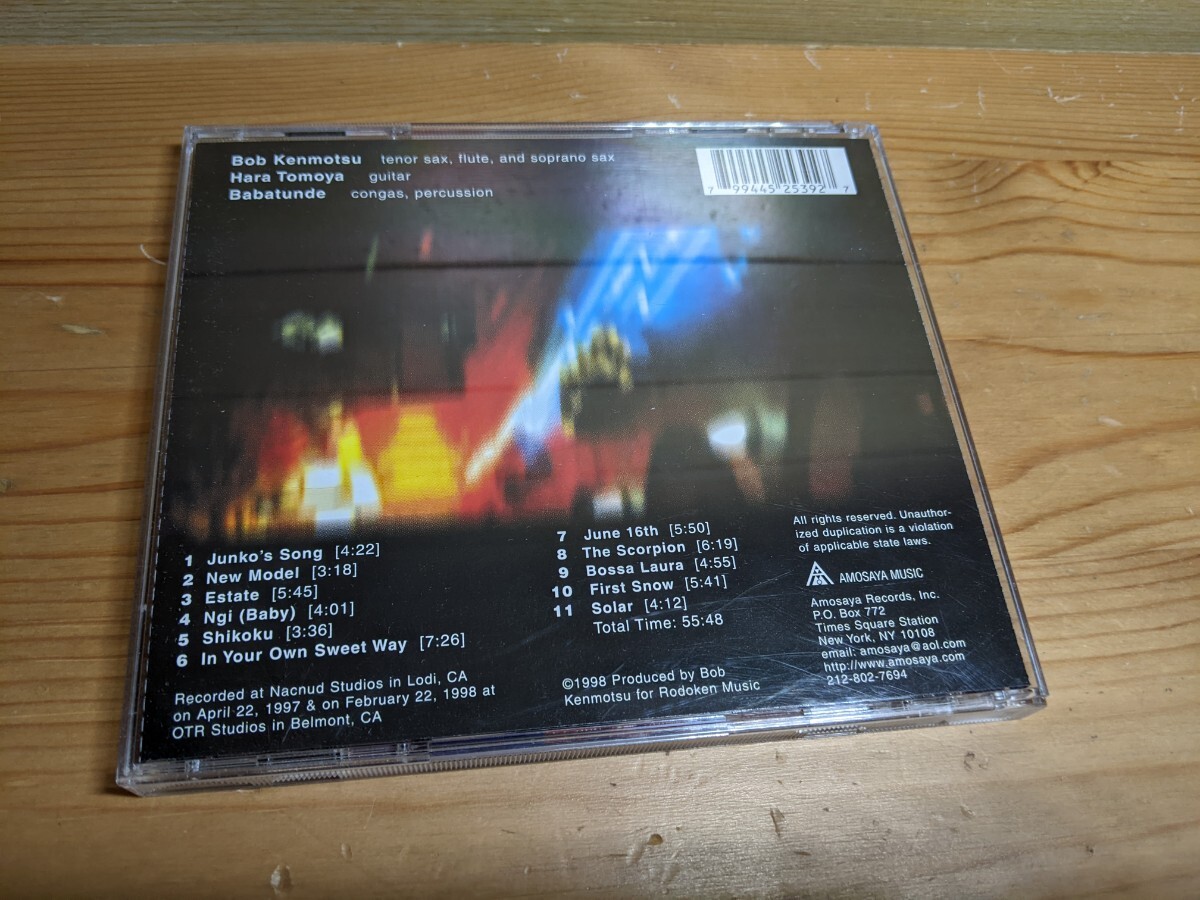 Bob Kenmotsu tenor sax, flute, and soprano sax
Hara Tomoya guitar
Babatunde congas, percussion
7 99445 25392 7
1 Junko's Song [4:22]
2 New Model [3:18]
3 Estate [5:45]
4 Ngi (Baby) [4:01]
5 Shikoku [3:36]
6 In Your Own Sweet Way [7:26]
7 June 16th [5:50]
8 The Scorpion [6:19]
9 Bossa Laura [4:55]
10 First Snow [5:41]
11 Solar [4:12]
Total Time: 55:48
Recorded at Nacnud Studios in Lodi, CA
on April 22, 1997 & on February 22, 1998 at
OTR Studios in Belmont, CA
©1998 Produced by Bob
Kenmotsu for Rodoken Music
All rights reserved. Unauthor-
ized duplication is a violation
of applicable state laws.
AMOSAYA MUSIC
Amosaya Records, Inc.
P.O. Box 772
Times Square Station
New York, NY 10108
email: amosaya@aol.com
http://www.amosaya.com
212-802-7694